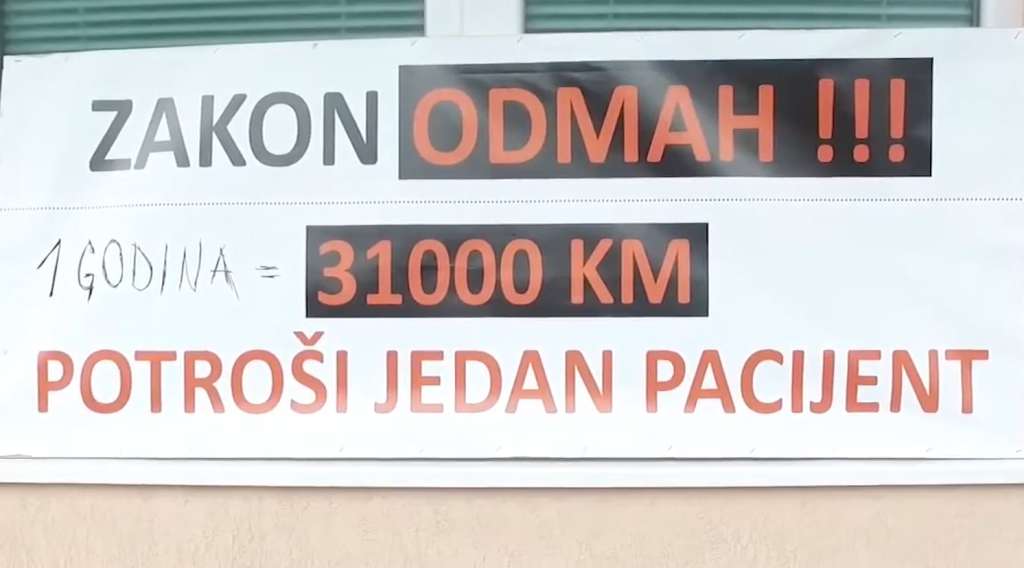 ZAKON ODMAH !!!
1 GODINA = 31000 KM
POTROŠI JEDAN PACIJENT